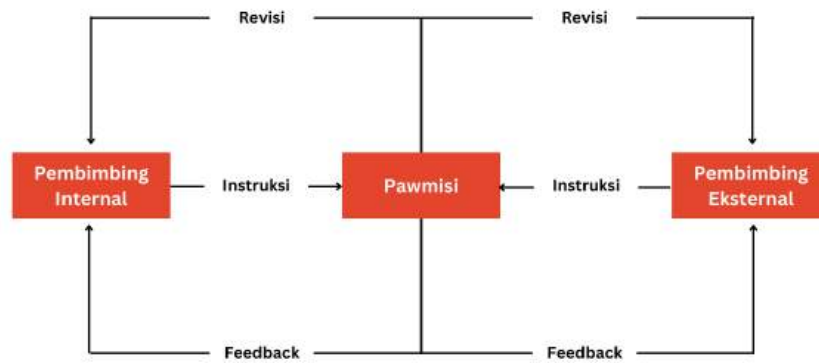 Revisi
Revisi
Pembimbing
Internal
Instruksi
Pawmisi
Instruksi
Pembimbing
Eksternal
Feedback
Feedback